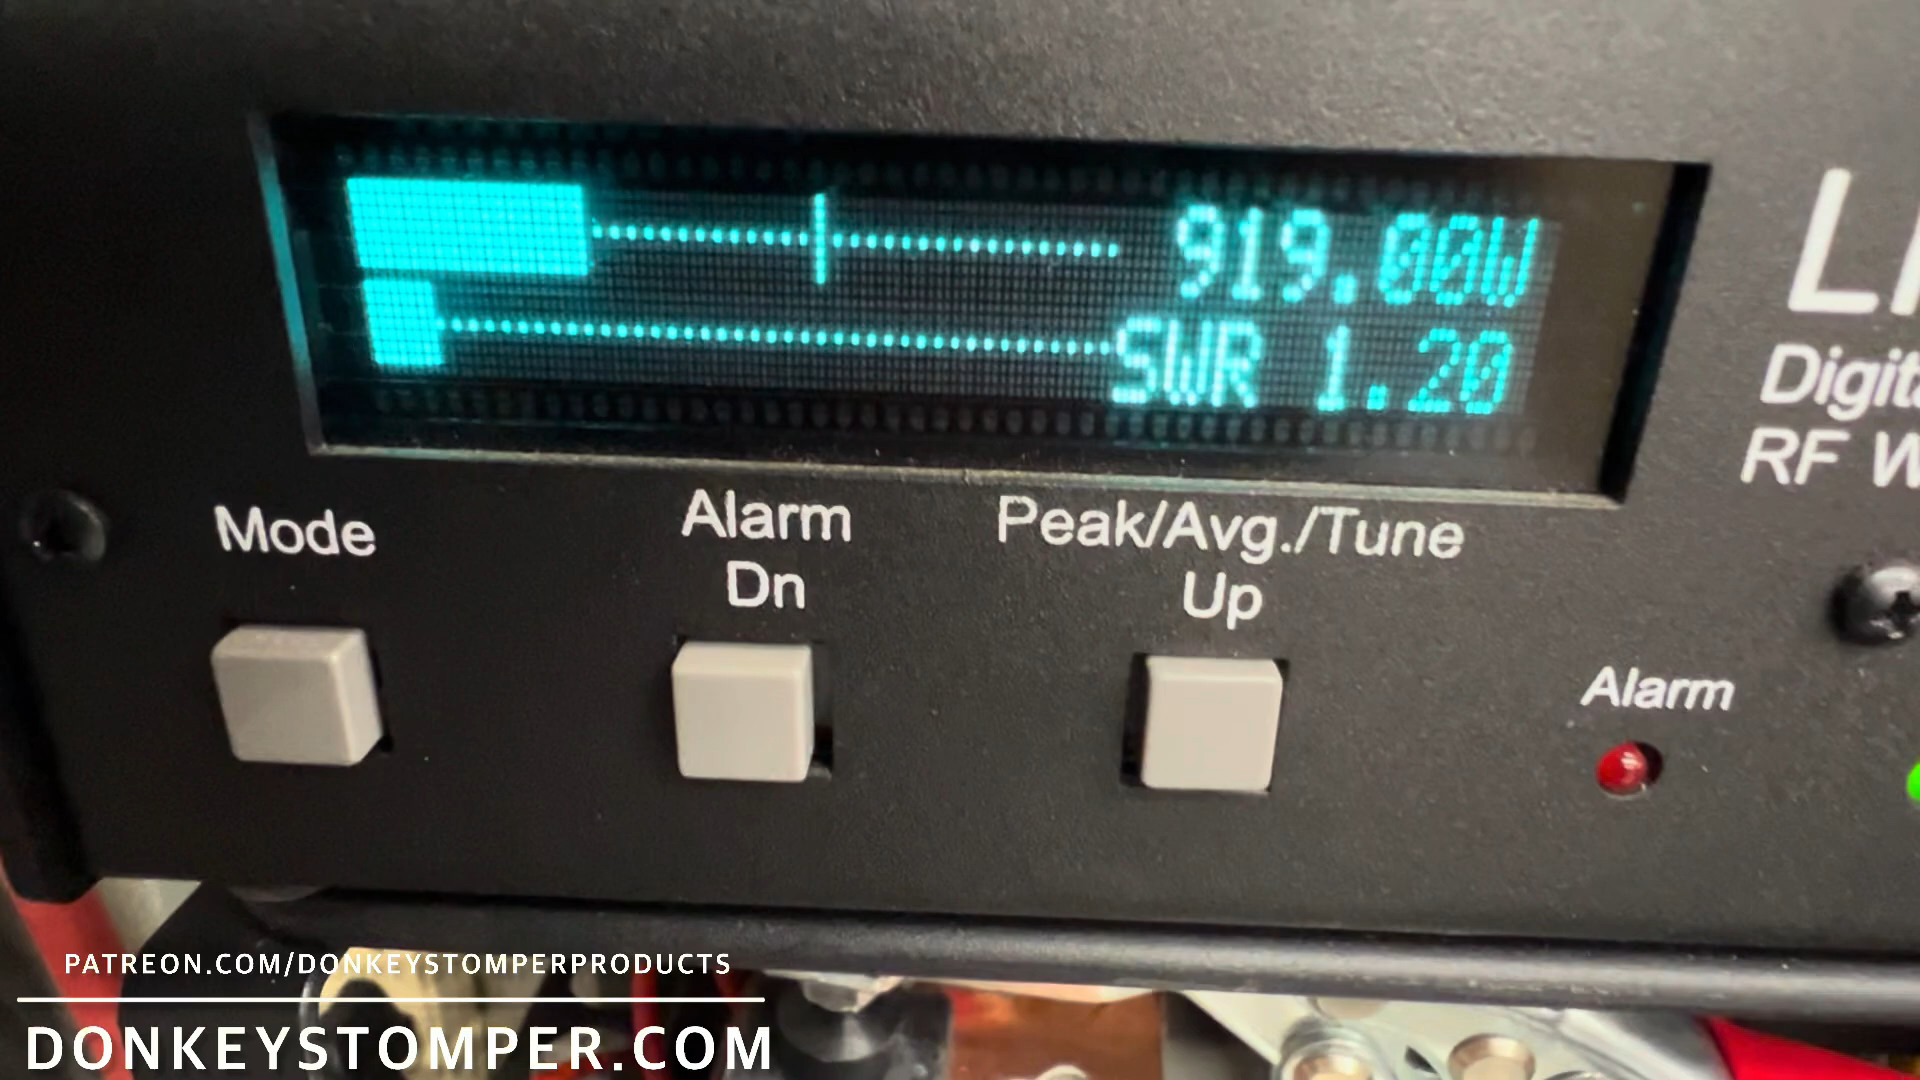 919.00W
SWR 1.20
Digit
RF W
Mode
Alarm
Dn
Peak/Avg./Tune
Up
Alarm
PATREON.COM/DONKEYSTOMPERPRODUCTS
DONKEYSTOMPER.COM